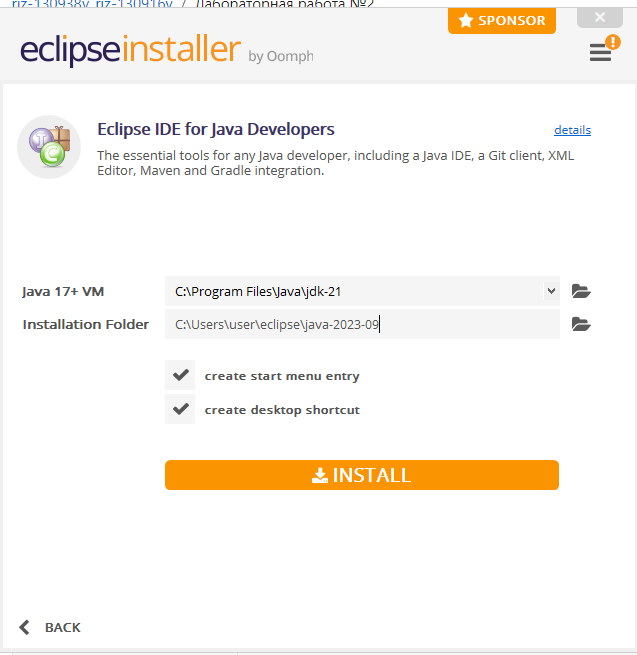 riz-130938y, riz-130916y / Лабораторная работа №2
SPONSOR
eclipseinstaller by Oomph
Eclipse IDE for Java Developers
details
The essential tools for any Java developer, including a Java IDE, a Git client, XML
Editor, Maven and Gradle integration.
Java 17+ VM
C:\Program Files\Java\jdk-21
Installation Folder
C:\Users\user\eclipse\java-2023-09
create start menu entry
create desktop shortcut
INSTALL
BACK